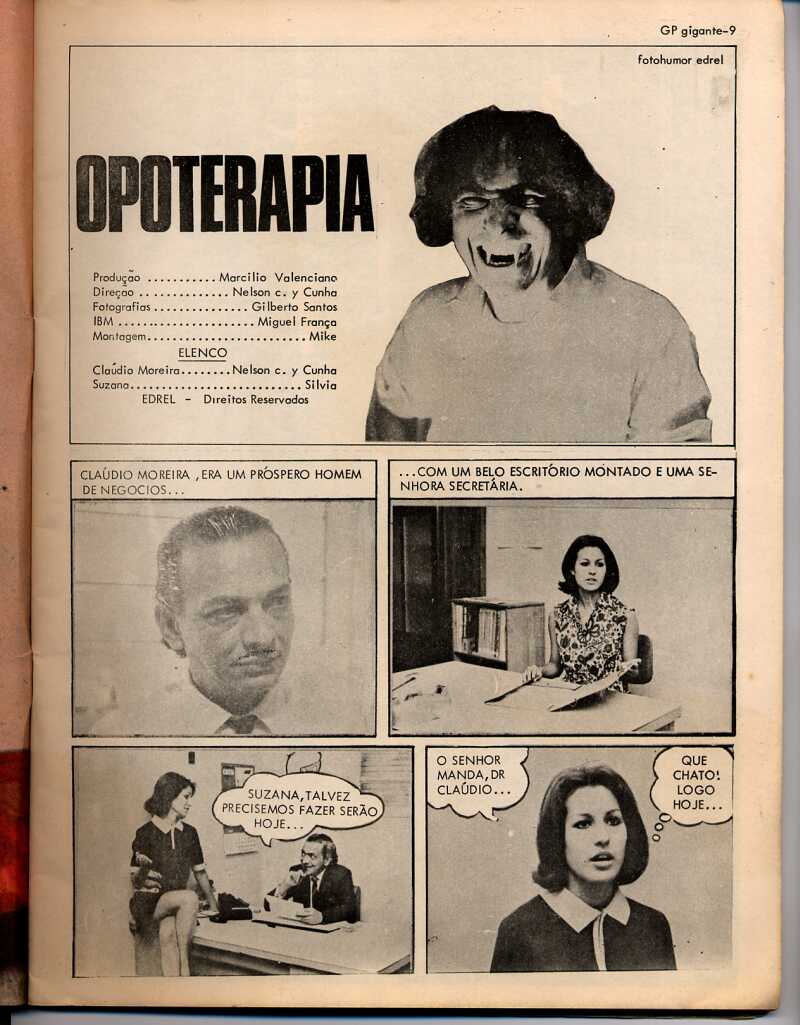 GP gigante-9
fotohumor edrel
OPOTERAPIA
Produção ........... Marcilio Valenciano
Direção .............. Nelson c. y Cunha
Fotografias ............... Gilberto Santos
IBM ..................... Miguel França
Montagem......................... Mike
ELENCO
Claúdio Moreira........Nelson c. y Cunha
Suzana........................... Silvia
EDREL - Direitos Reservados
CLAÚDIO MOREIRA ,ERA UM PRÓSPERO HOMEM
DE NEGOCIOS...
...COM UM BELO ESCRITÓRIO MONTADO E UMA SE-
NHORA SECRETÁRIA.
SUZANA,TALVEZ
PRECISEMOS FAZER SERÃO
HOJE...
O SENHOR
MANDA,DR
CLAÚDIO...
QUE
CHATO!
LOGO
HOJE...